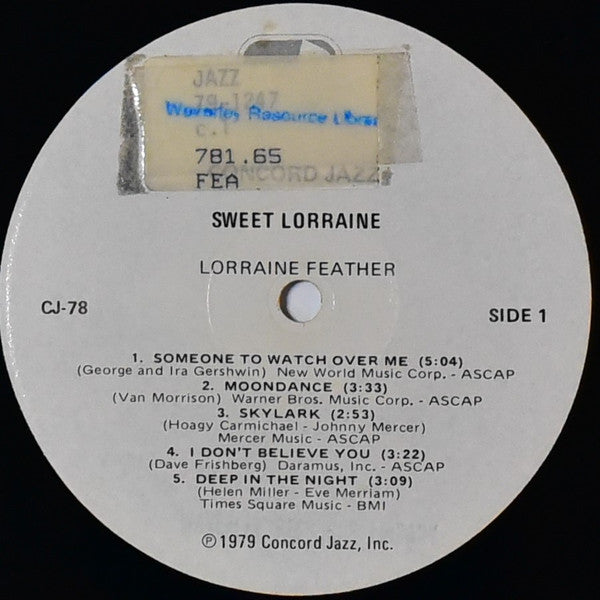 JAZZ
c.1
Waverley Resource
781.65
FEA
CONCORD JAZZ
SWEET LORRAINE
LORRAINE FEATHER
CJ-78
SIDE 1
1. SOMEONE TO WATCH OVER ME (5:04)
(George and Ira Gershwin) New World Music Corp. - ASCAP
2. MOONDANCE (3:33)
(Van Morrison) Warner Bros. Music Corp. - ASCAP
3. SKYLARK (2:53)
(Hoagy Carmichael - Johnny Mercer)
Mercer Music - ASCAP
4. I DON'T BELIEVE YOU (3:22)
(Dave Frishberg) Daramus, Inc. - ASCAP
5. DEEP IN THE NIGHT (3:09)
(Helen Miller - Eve Merriam)
Times Square Music - BMI
Ⓟ1979 Concord Jazz, Inc.